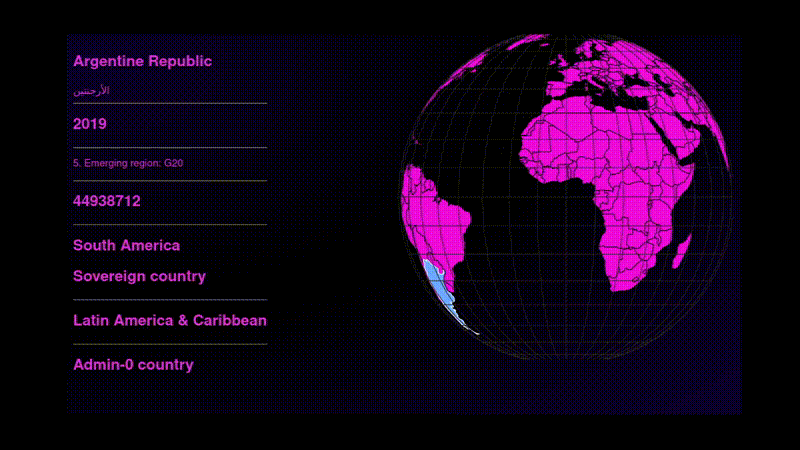 Argentine Republic
الأرجنتين
2019
5. Emerging region: G20
44938712
South America
Sovereign country
Latin America & Caribbean
Admin-0 country